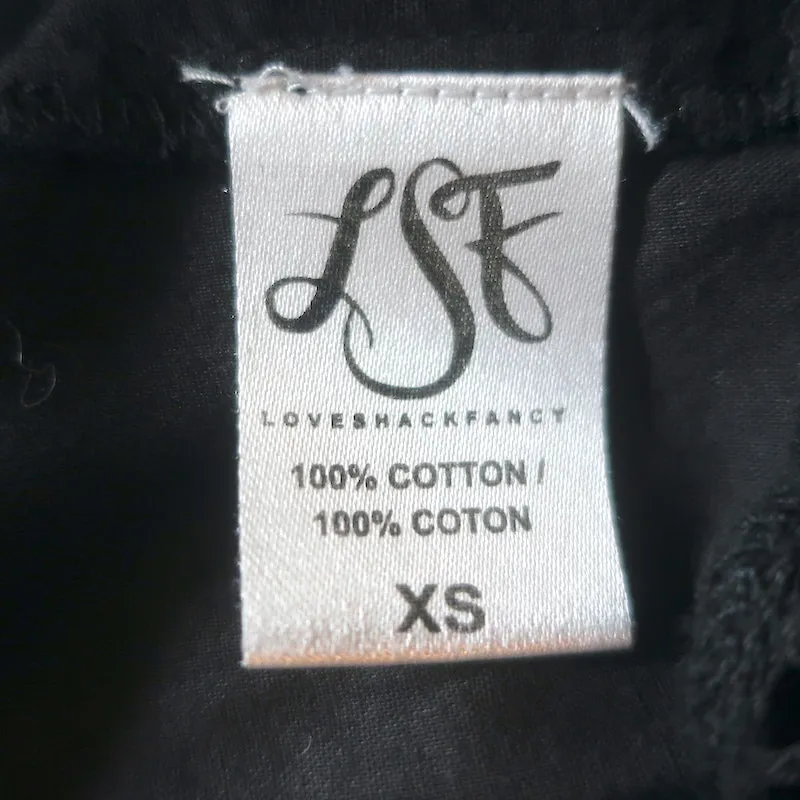 LSF
LOVESHACKFANCY
100% COTTON /
100% COTON
XS